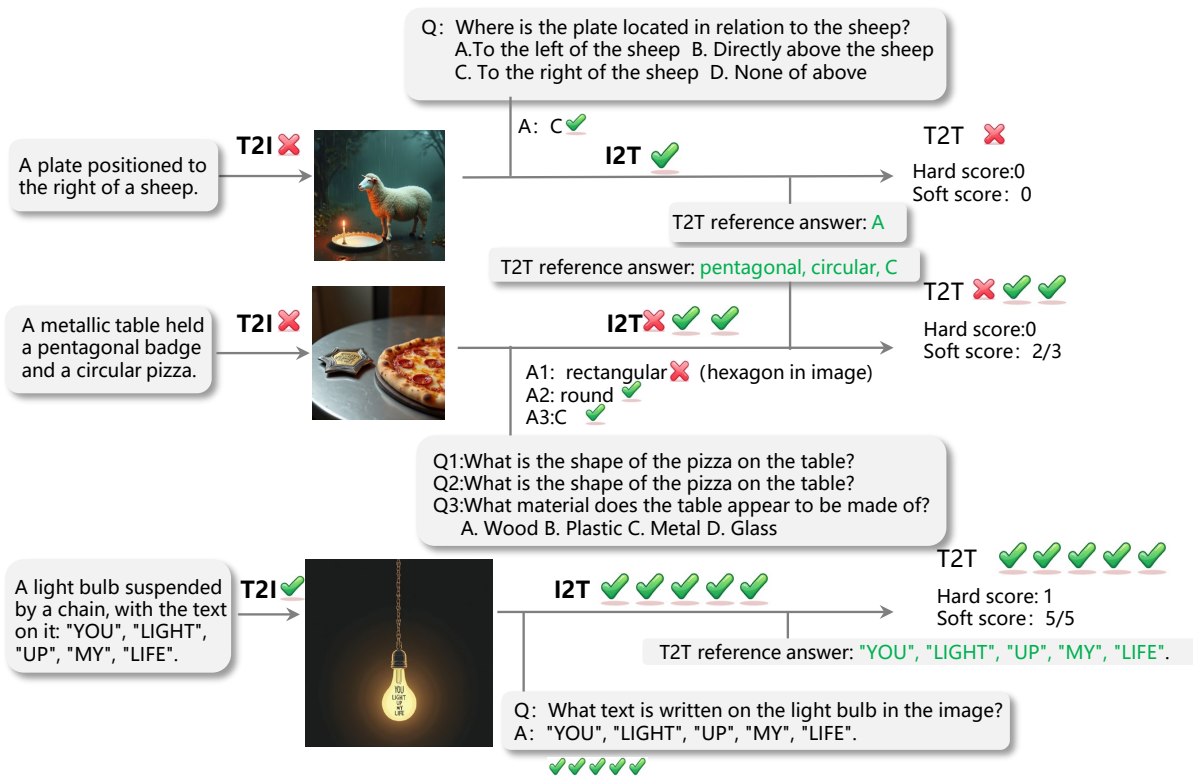 Q: Where is the plate located in relation to the sheep?
A.To the left of the sheep B. Directly above the sheep
C. To the right of the sheep D. None of above
A: C
T2I
I2T
T2T
A plate positioned to
the right of a sheep.
Hard score:0
Soft score: 0
T2T reference answer: A
T2T reference answer: pentagonal, circular, C
T2I
I2T
T2T
A metallic table held
a pentagonal badge
and a circular pizza.
Hard score:0
Soft score: 2/3
A1: rectangular (hexagon in image)
A2: round
A3:C
Q1:What is the shape of the pizza on the table?
Q2:What is the shape of the pizza on the table?
Q3:What material does the table appear to be made of?
A. Wood B. Plastic C. Metal D. Glass
T2T
A light bulb suspended
by a chain, with the text
on it: "YOU", "LIGHT",
"UP", "MY", "LIFE".
T2I
I2T
Hard score: 1
Soft score: 5/5
T2T reference answer: "YOU", "LIGHT", "UP", "MY", "LIFE".
YOU
LIGHT
UP
MY
LIFE
Q: What text is written on the light bulb in the image?
A: "YOU", "LIGHT", "UP", "MY", "LIFE".